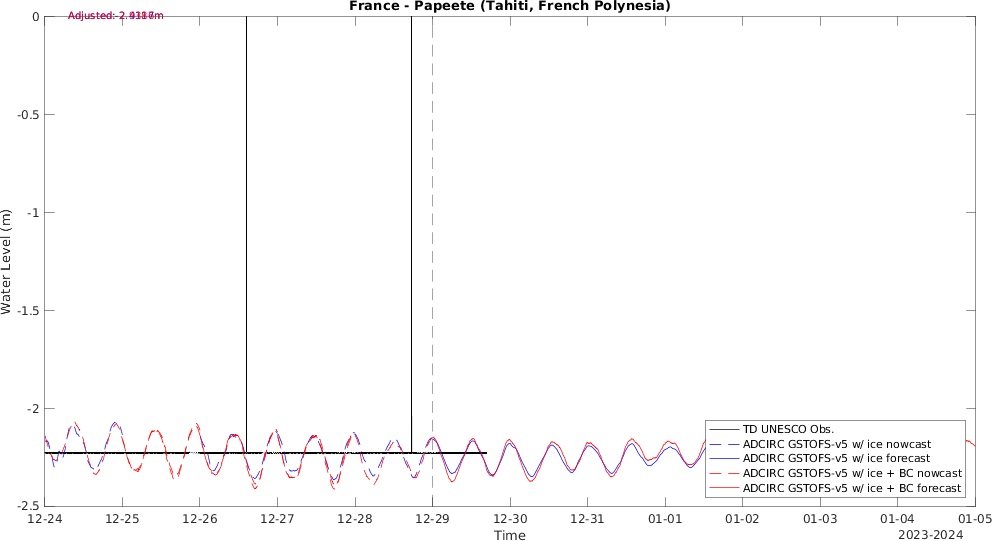 France - Papeete (Tahiti, French Polynesia)
Adjusted:
0
-0.5
-1
-1.5
-2
-2.5
Water Level (m)
TD UNESCO Obs.
ADCIRC GSTOFS-v5 w/ ice nowcast
ADCIRC GSTOFS-v5 w/ ice forecast
ADCIRC GSTOFS-v5 w/ ice + BC nowcast
ADCIRC GSTOFS-v5 w/ ice + BC forecast
12-24 12-25 12-26 12-27 12-28 12-29 12-30 12-31 01-01 01-02 01-03 01-04 01-05
Time
2023-2024